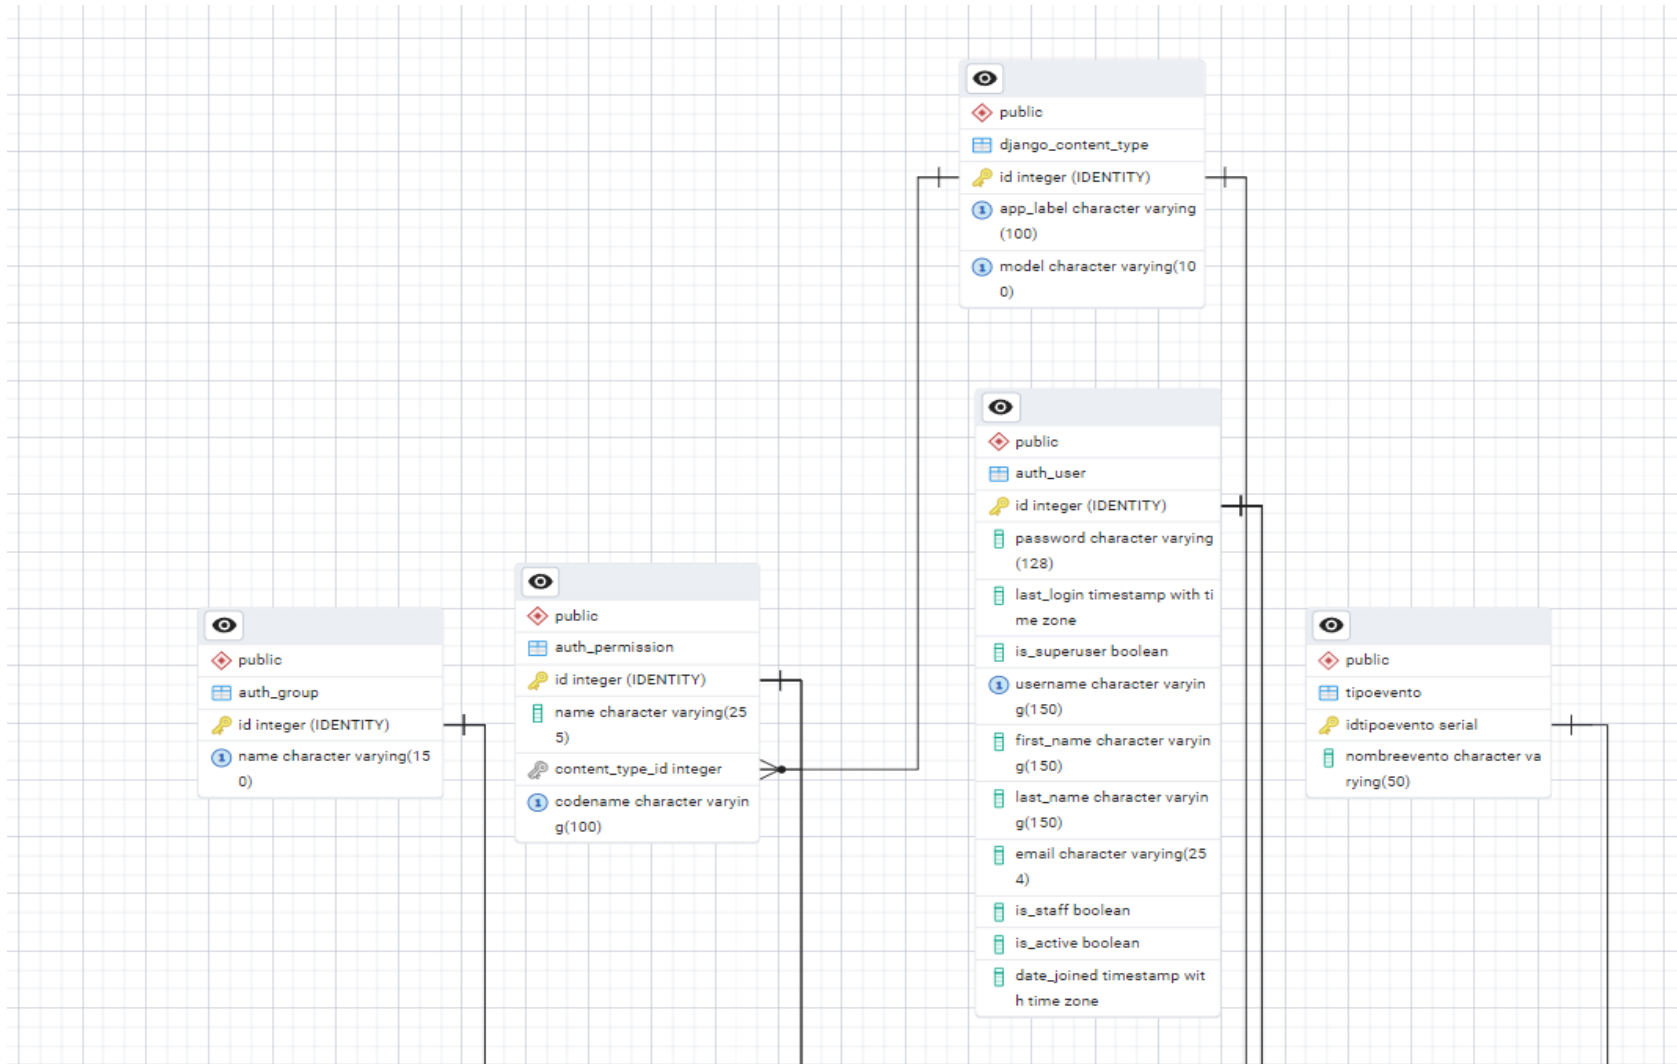 public
django_content_type
id integer (IDENTITY)
app_label character varying
(100)
model character varying(10
0)
public
auth_user
id integer (IDENTITY)
password character varying
(128)
last_login timestamp with ti
me zone
is_superuser boolean
username character varyin
g(150)
first_name character varyin
g(150)
last_name character varyin
g(150)
email character varying(25
4)
is_staff boolean
is_active boolean
date_joined timestamp wit
h time zone
public
auth_permission
id integer (IDENTITY)
name character varying(25
5)
content_type_id integer
codename character varyin
g(100)
public
auth_group
id integer (IDENTITY)
name character varying(15
0)
public
tipoevento
idtipoevento serial
nombreevento character va
rying(50)